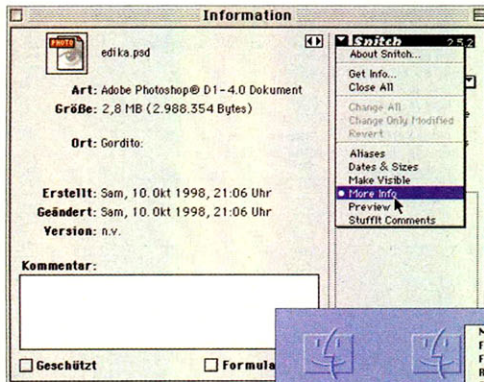 Information
PHOTO
edika.psd
Art: Adobe Photoshop® D1-4.0 Dokument
Größe: 2,8 MB (2.988.354 Bytes)
Ort: Gordito:
Erstellt: Sam, 10. Okt 1998, 21:06 Uhr
Geändert: Sam, 10. Okt 1998, 21:06 Uhr
Version: n.v.
Kommentar:
Geschützt
Snitch 2.5.2
About Snitch...
Get Info...
Close All
Change All
Change Only Modified
Revert
Aliases
Dates & Sizes
Make Visible
More Info
Preview
StuffIt Comments